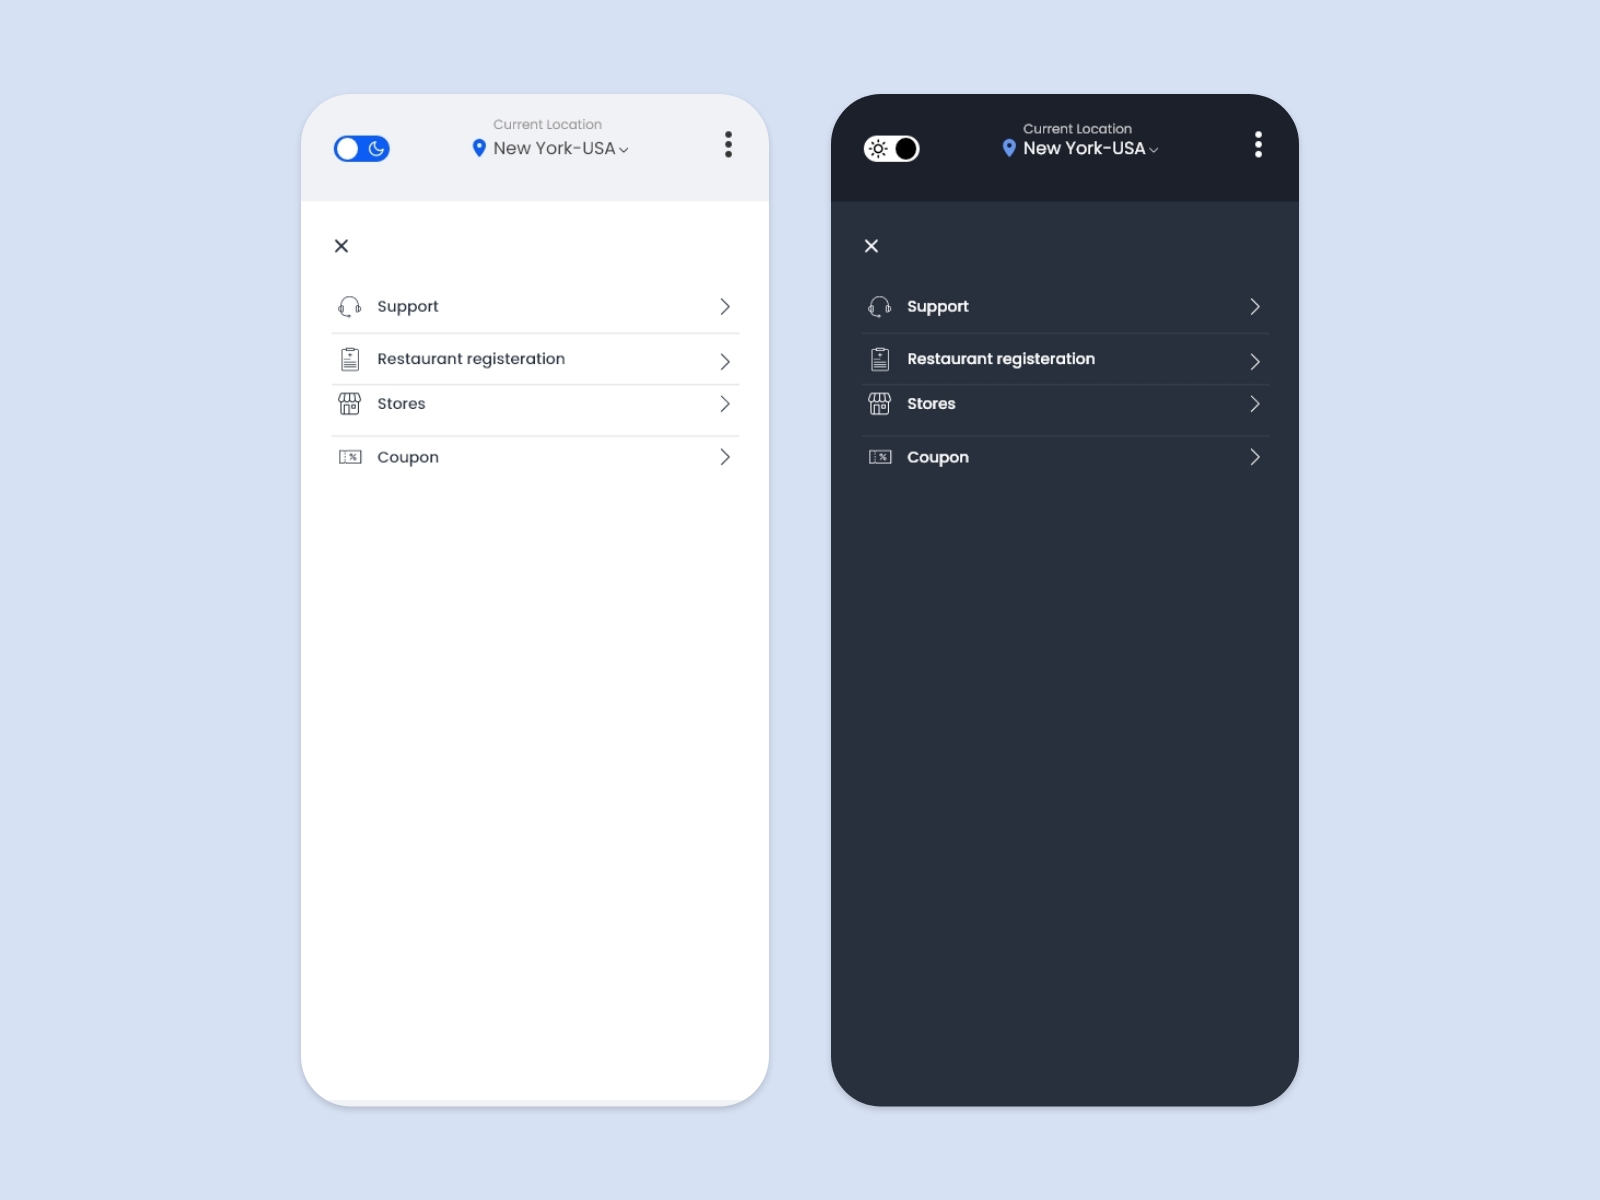 Current Location
New York-USA
Support
Restaurant registeration
Stores
Coupon
Current Location
New York-USA
Support
Restaurant registeration
Stores
Coupon